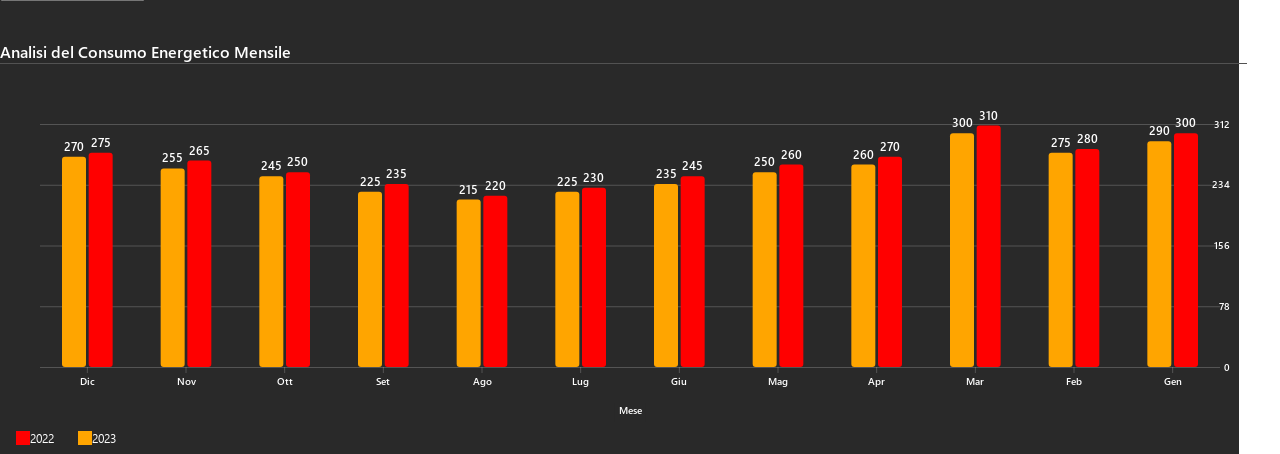 Analisi del Consumo Energetico Mensile
270 275 255 265 245 250 225 235 215 220 225 230 235 245 250 260 260 270 300 310 275 280 290 300
312
234
156
78
0
Dic Nov Ott Set Ago Lug Giu Mag Apr Mar Feb Gen
Mese
2022 2023